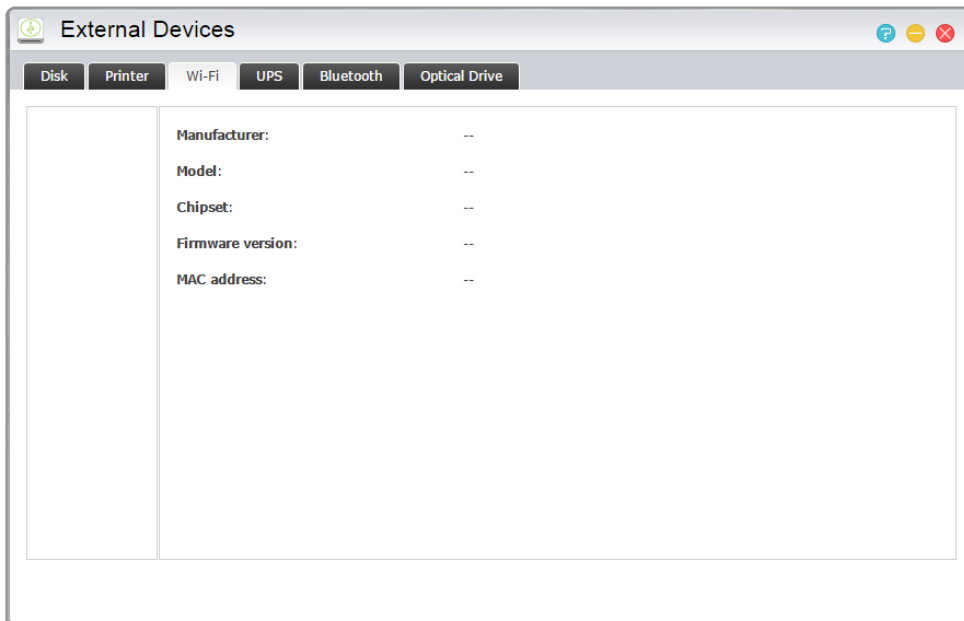 External Devices
Disk Printer Wi-Fi UPS Bluetooth Optical Drive
Manufacturer: --
Model: --
Chipset: --
Firmware version: --
MAC address: --